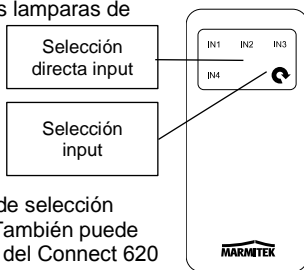 s lamparas de
Selección
directa input
IN1 IN2 IN3
IN4
Selección
input
de selección
También puede
del Connect 620
MARMITEK